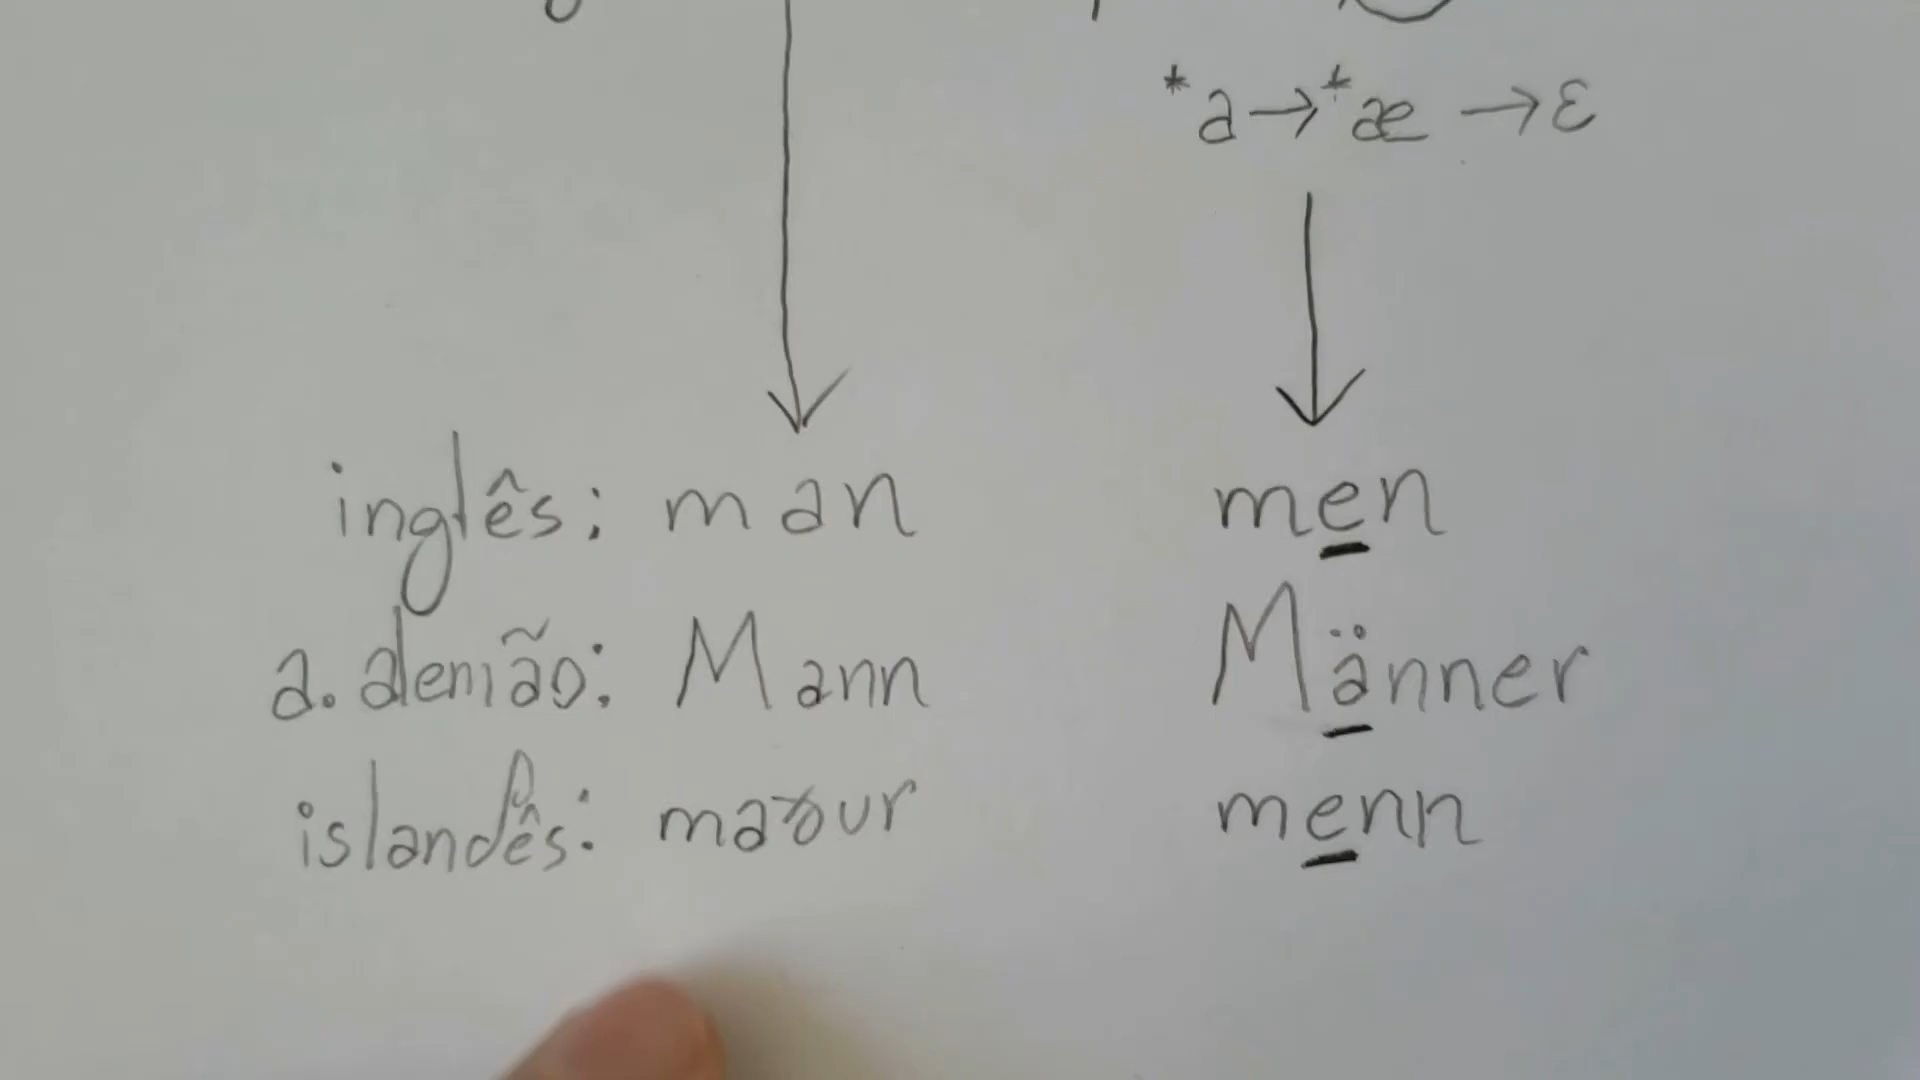 *a → *æ → ɛ
inglês: man men
a. alemão: Mann Männer
islandês: maður menn